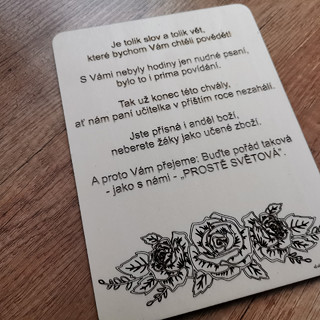 Je tolik slov a tolik vět,
které bychom Vám chtěli povědět!
S Vámi nebyly hodiny jen nudné psaní,
bylo to i prima povídání.
Tak už konec této chvály,
ať nám paní učitelka v příštím roce nezahálí.
Jste přísná i anděl boží,
neberete žáky jako učené zboží.
A proto Vám přejeme: Buďte pořád taková
- jako s námi - „PROSTĚ SVĚTOVÁ".